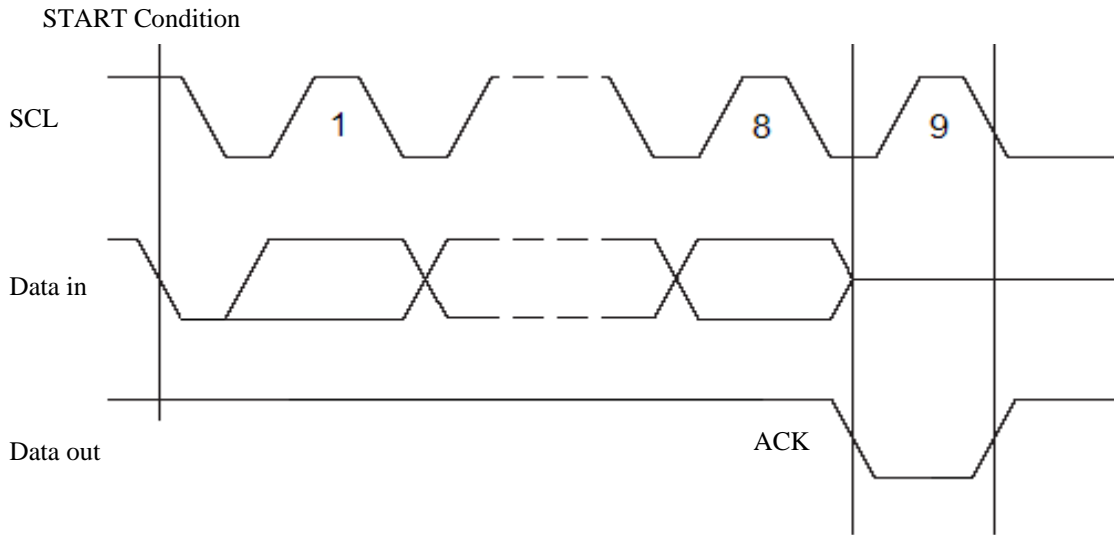 START Condition
SCL
1
8
9
Data in
Data out
ACK